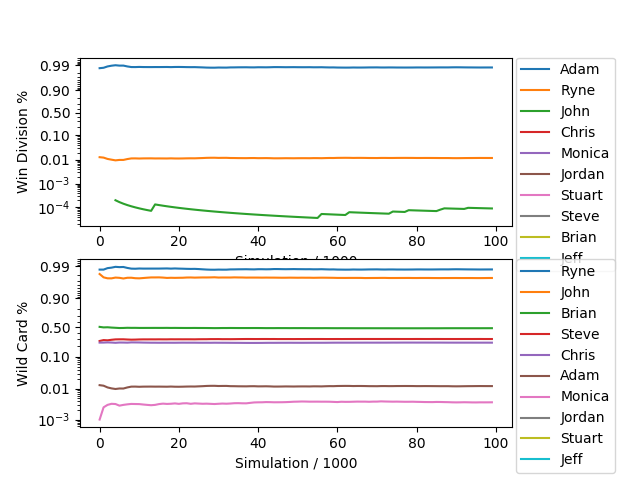 Win Division %
0.99
0.90
0.50
0.10
0.01
10⁻³
10⁻⁴
0 20 40 60 80 100
Simulation / 1000
Adam
Ryne
John
Chris
Monica
Jordan
Stuart
Steve
Brian
Jeff
Wild Card %
0.99
0.90
0.50
0.10
0.01
10⁻³
0 20 40 60 80 100
Simulation / 1000
Ryne
John
Brian
Steve
Chris
Adam
Monica
Jordan
Stuart
Jeff